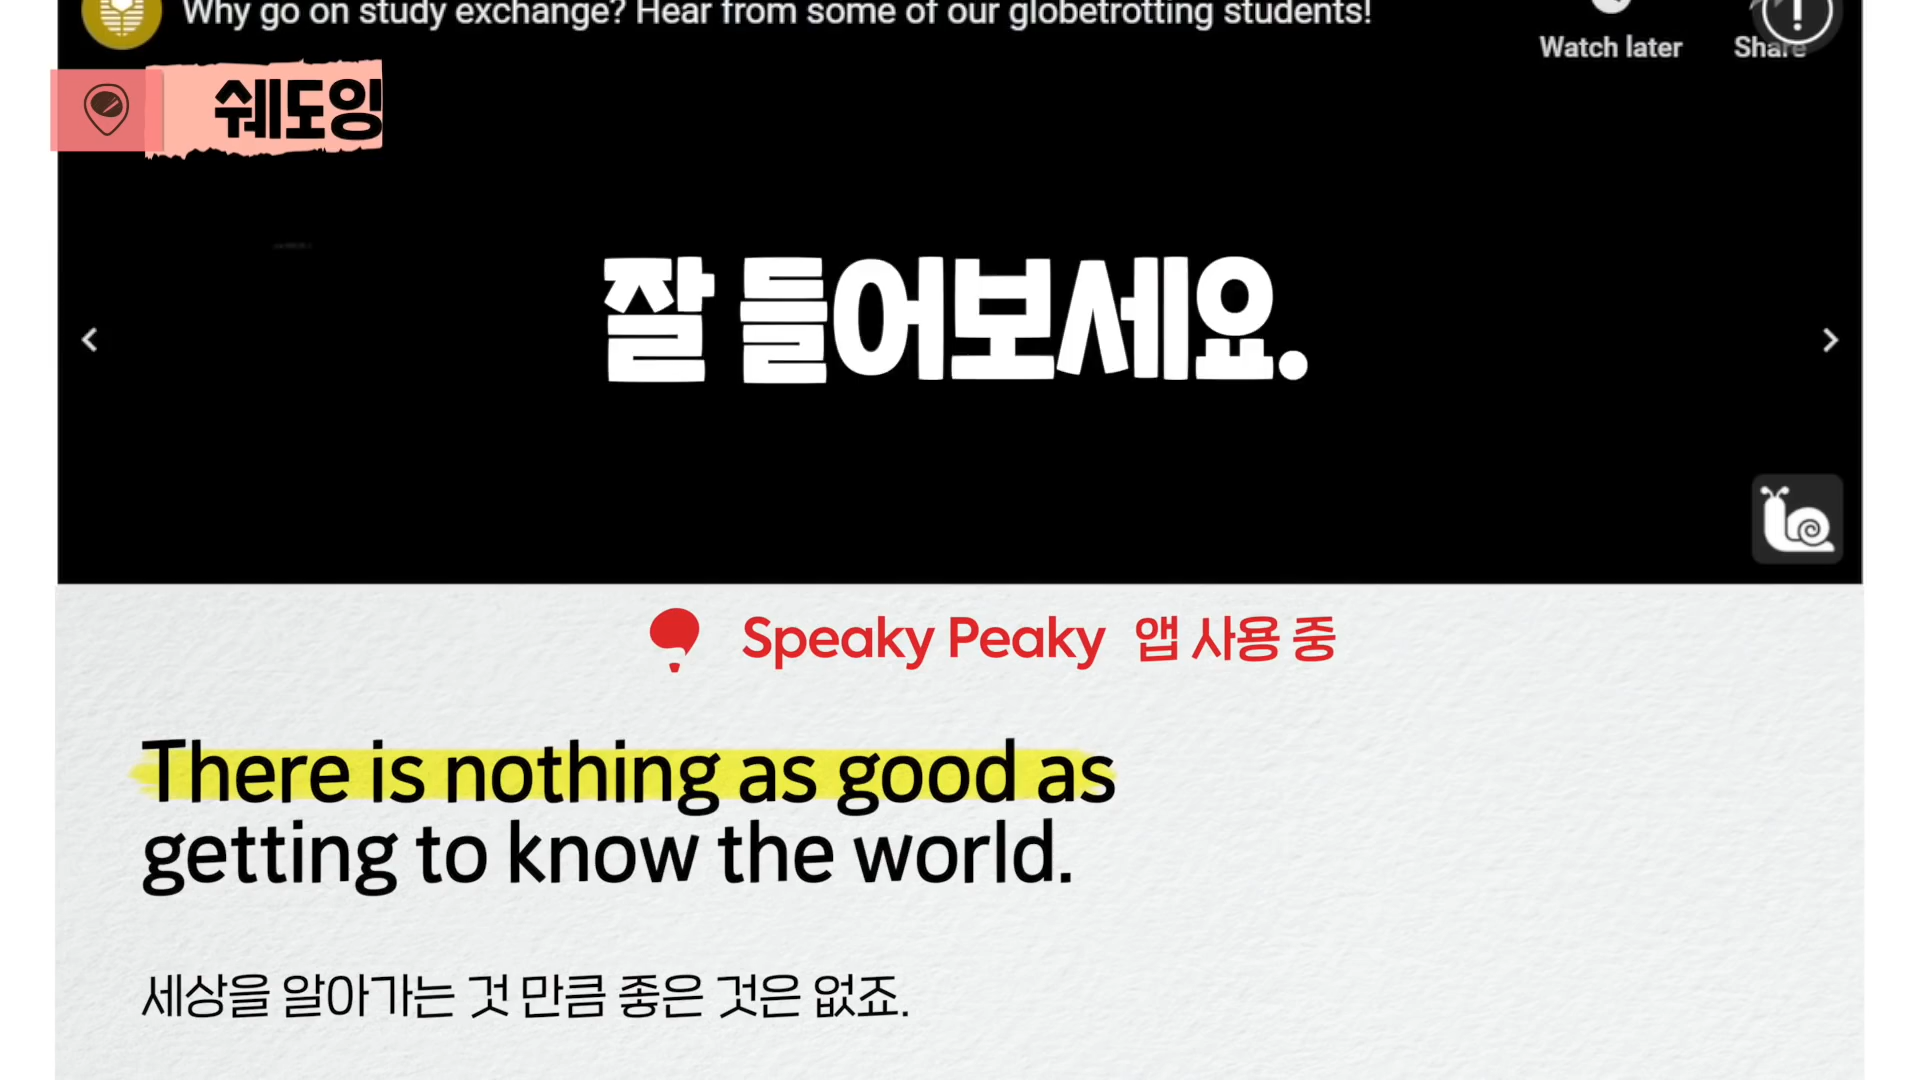 Why go on study exchange? Hear from some of our globetrotting students!
Watch later
Share
쉐도잉
잘 들어보세요.
Speaky Peaky 앱 사용 중
There is nothing as good as
getting to know the world.
세상을 알아가는 것 만큼 좋은 것은 없죠.